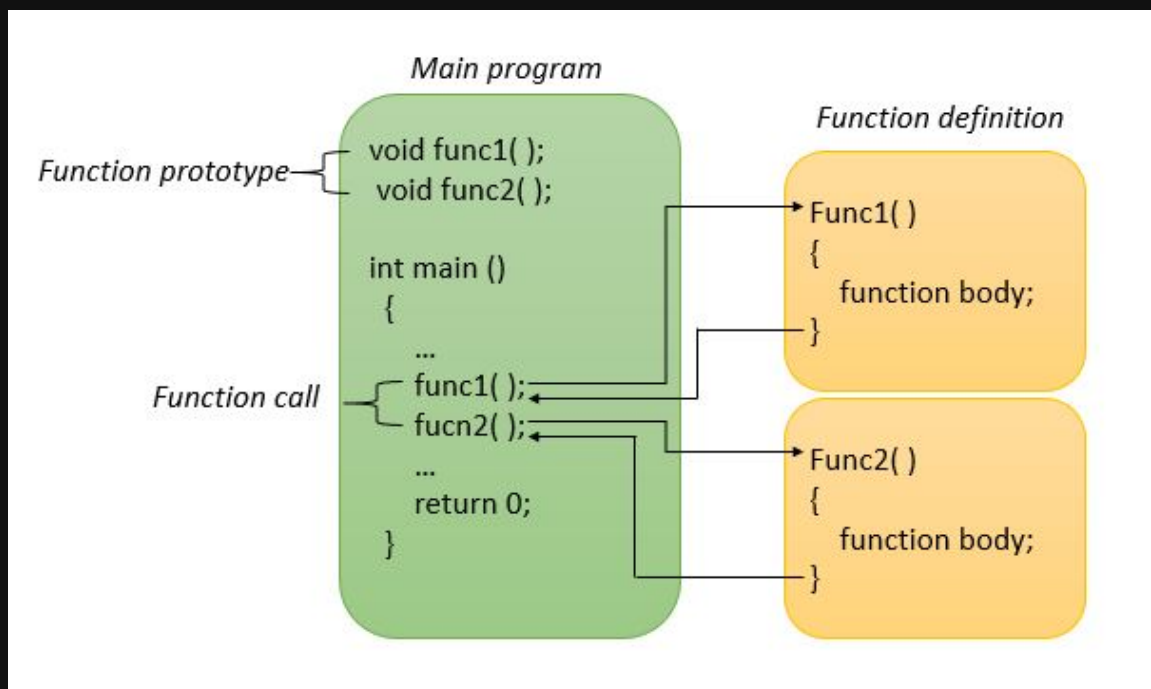 Main program
Function prototype
void func1( );
void func2( );
int main ()
{
...
Function call
func1( );
fucn2( );
...
return 0;
}
Function definition
Func1( )
{
function body;
}
Func2( )
{
function body;
}